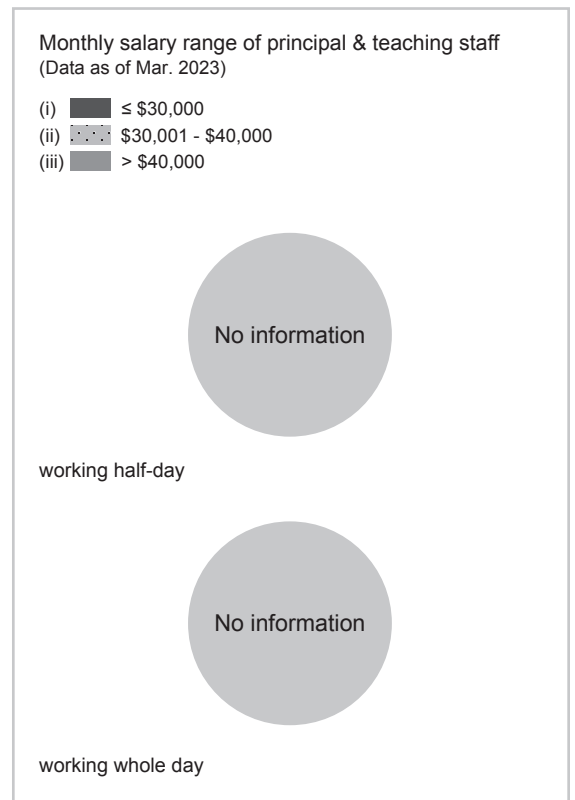 Monthly salary range of principal & teaching staff
(Data as of Mar. 2023)
(i) ≤ $30,000
(ii) $30,001 - $40,000
(iii) > $40,000
No information
working half-day
No information
working whole day